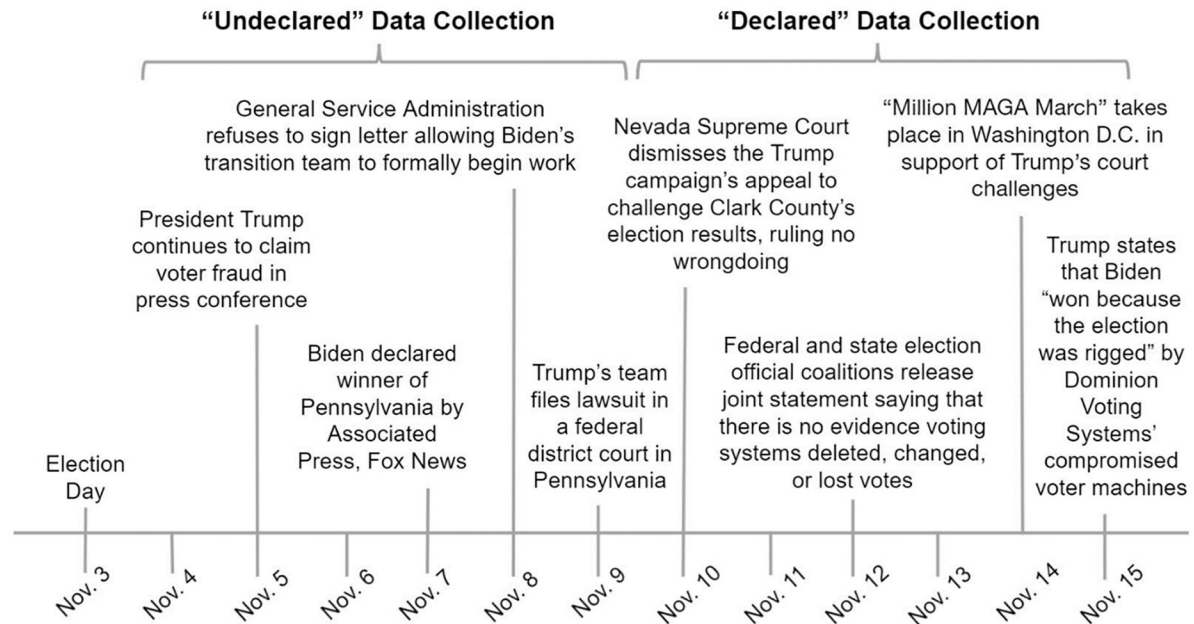 “Undeclared” Data Collection
“Declared” Data Collection
General Service Administration
refuses to sign letter allowing Biden’s
transition team to formally begin work
“Million MAGA March” takes
place in Washington D.C. in
support of Trump’s court
challenges
Nevada Supreme Court
dismisses the Trump
campaign’s appeal to
challenge Clark County’s
election results, ruling no
wrongdoing
President Trump
continues to claim
voter fraud in
press conference
Trump states
that Biden
“won because
the election
was rigged” by
Dominion
Voting
Systems’
compromised
voter machines
Biden declared
winner of
Pennsylvania by
Associated
Press, Fox News
Trump’s team
files lawsuit in
a federal
district court in
Pennsylvania
Federal and state election
official coalitions release
joint statement saying that
there is no evidence voting
systems deleted, changed,
or lost votes
Election
Day
Nov. 3
Nov. 4
Nov. 5
Nov. 6
Nov. 7
Nov. 8
Nov. 9
Nov. 10
Nov. 11
Nov. 12
Nov. 13
Nov. 14
Nov. 15